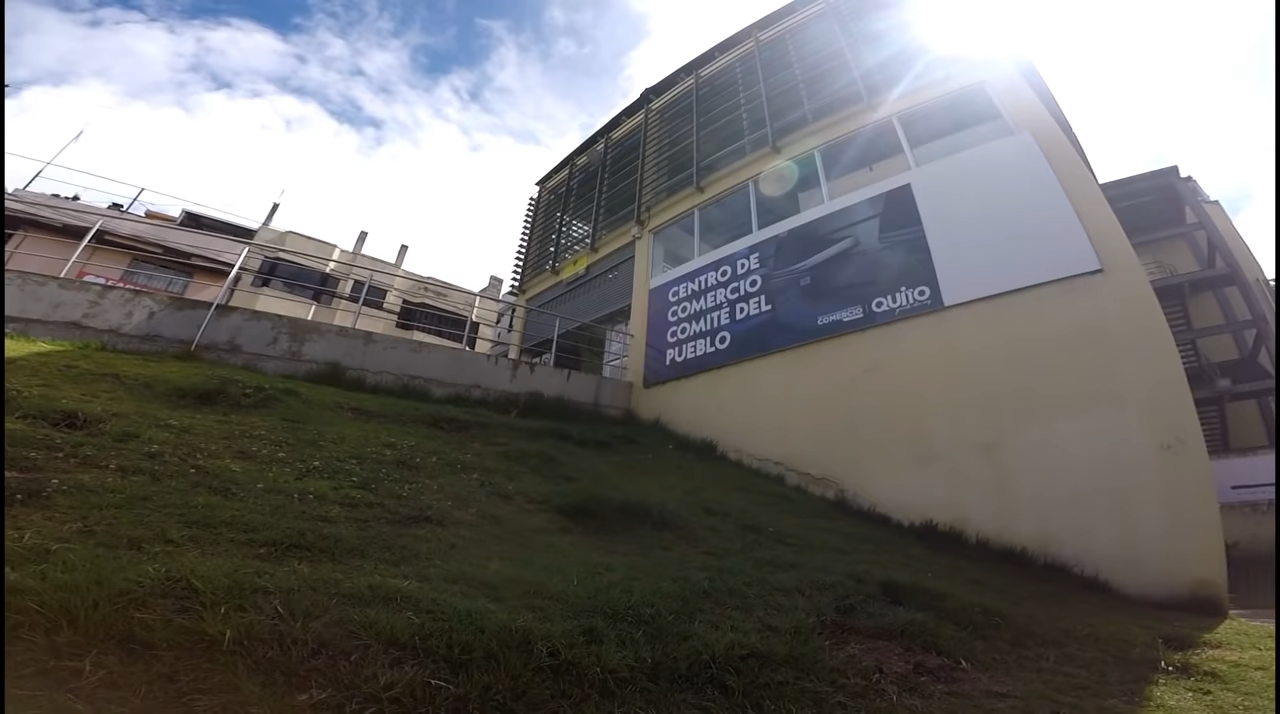 CENTRO DE
COMERCIO
COMITÉ DEL
PUEBLO
COMERCIO
QUITO